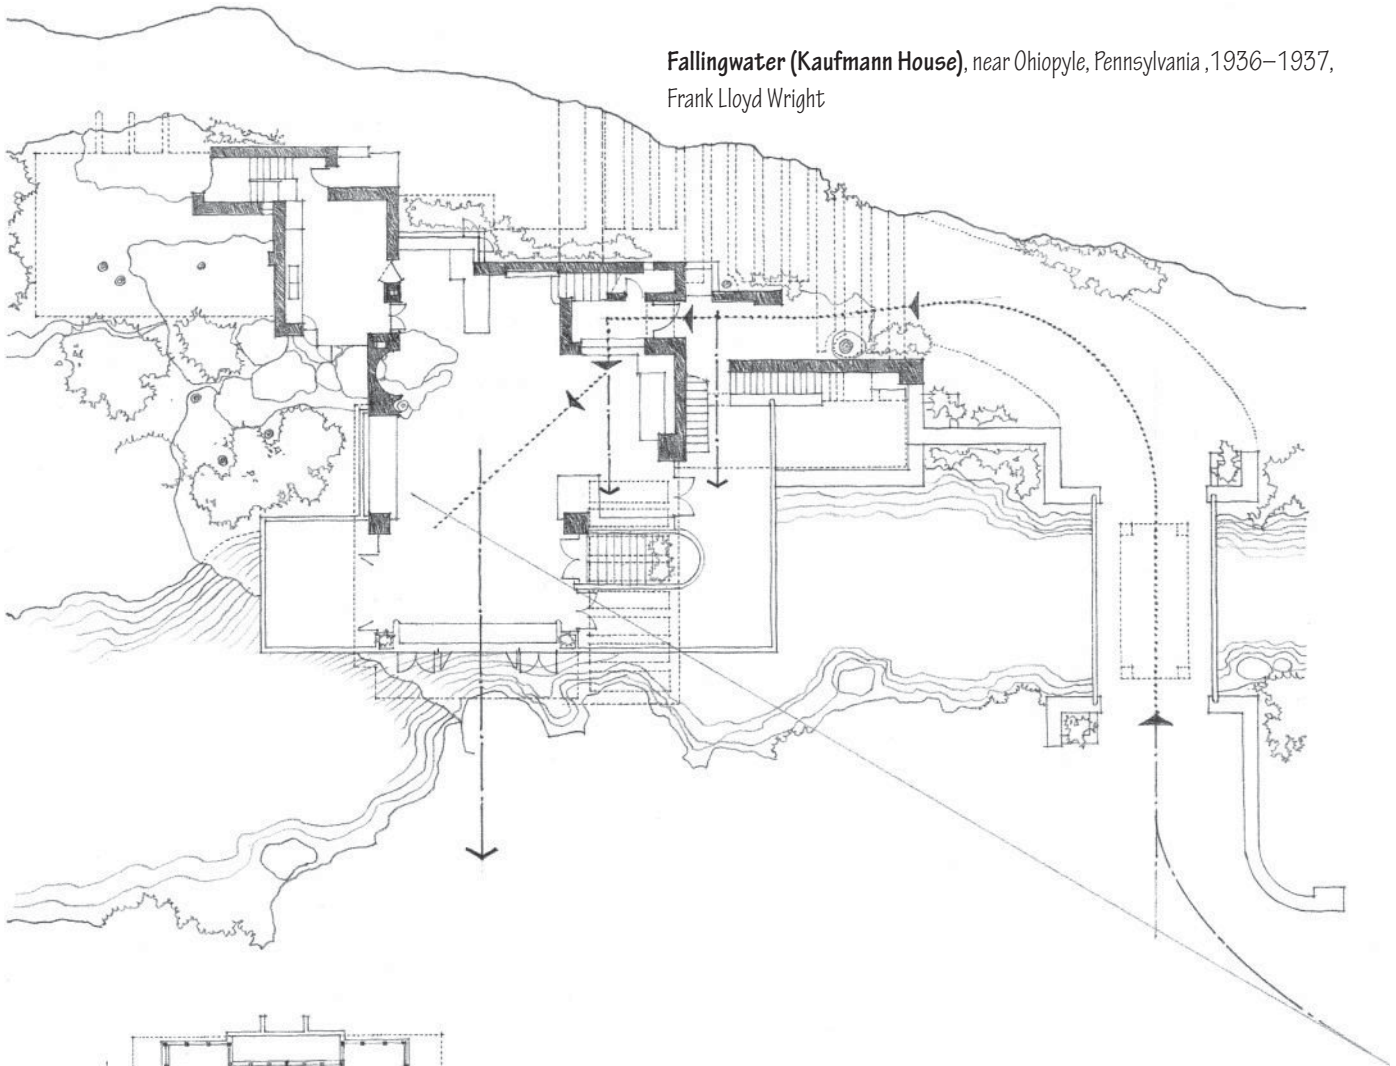 Fallingwater (Kaufmann House), near Ohiopyle, Pennsylvania ,1936–1937,
Frank Lloyd Wright